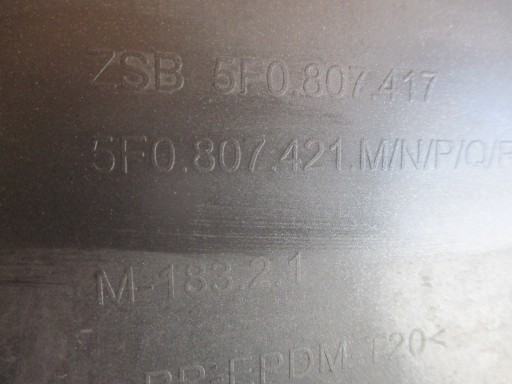 ZSB 5F0.807.417
5F0.807.421.M/N/P/Q/R
M-183.2.1
PP+EPDM T20<